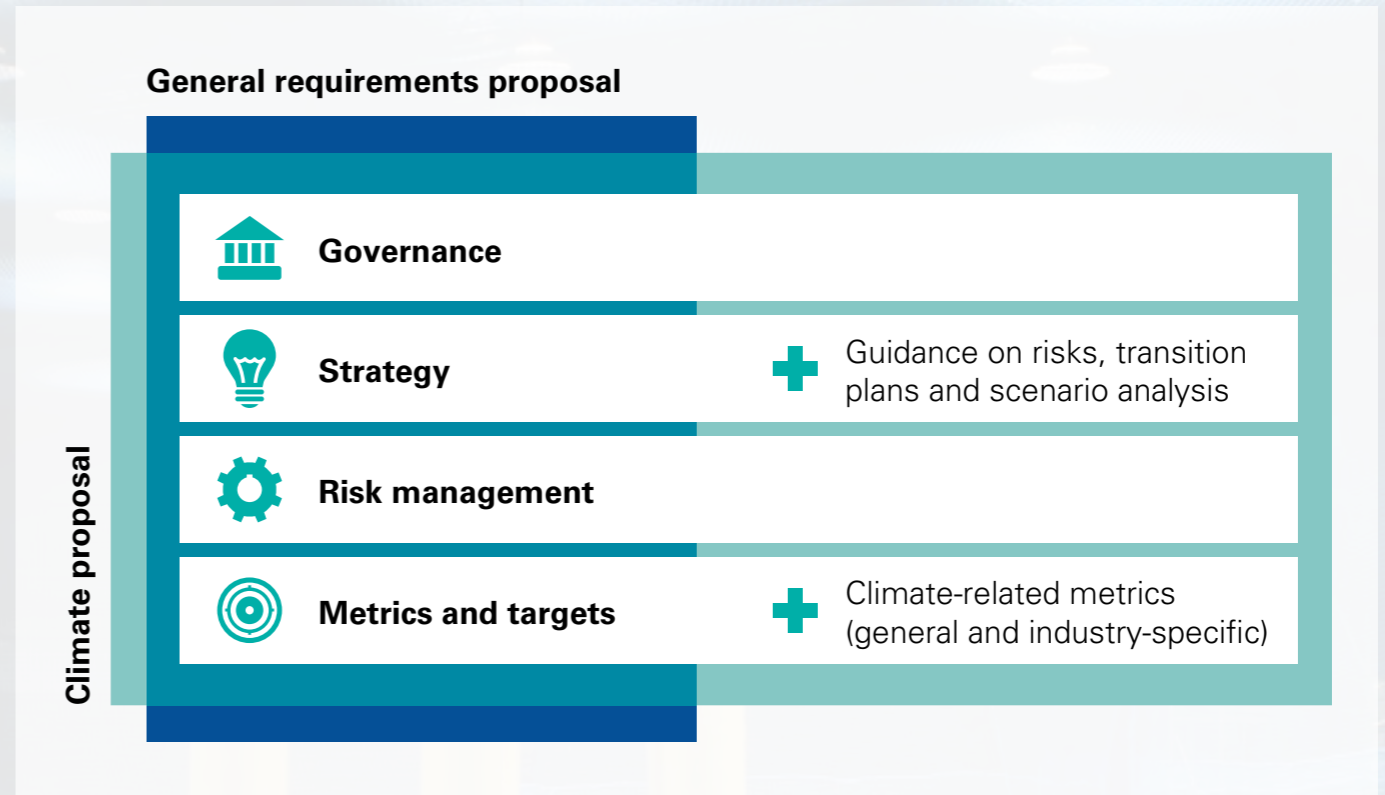 General requirements proposal
Climate proposal
Governance
Strategy
Guidance on risks, transition
plans and scenario analysis
Risk management
Metrics and targets
Climate-related metrics
(general and industry-specific)